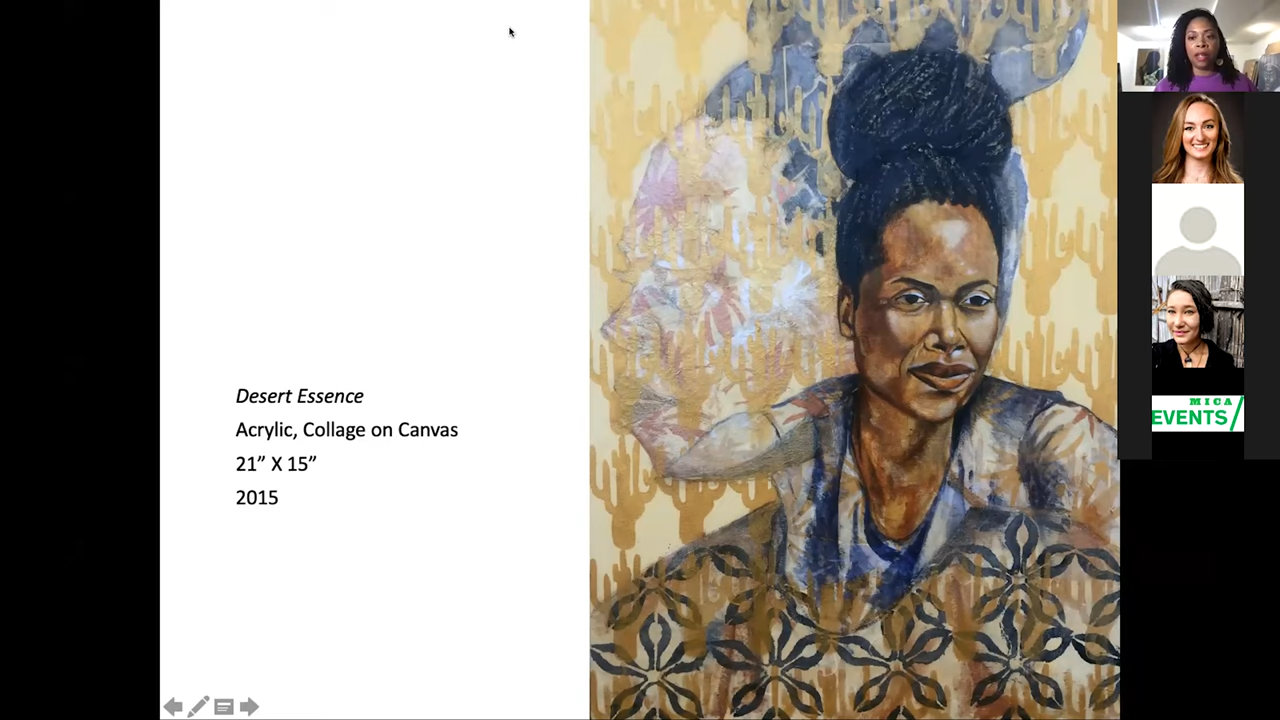 Desert Essence
Acrylic, Collage on Canvas
21” X 15”
2015
MICA
EVENTS/